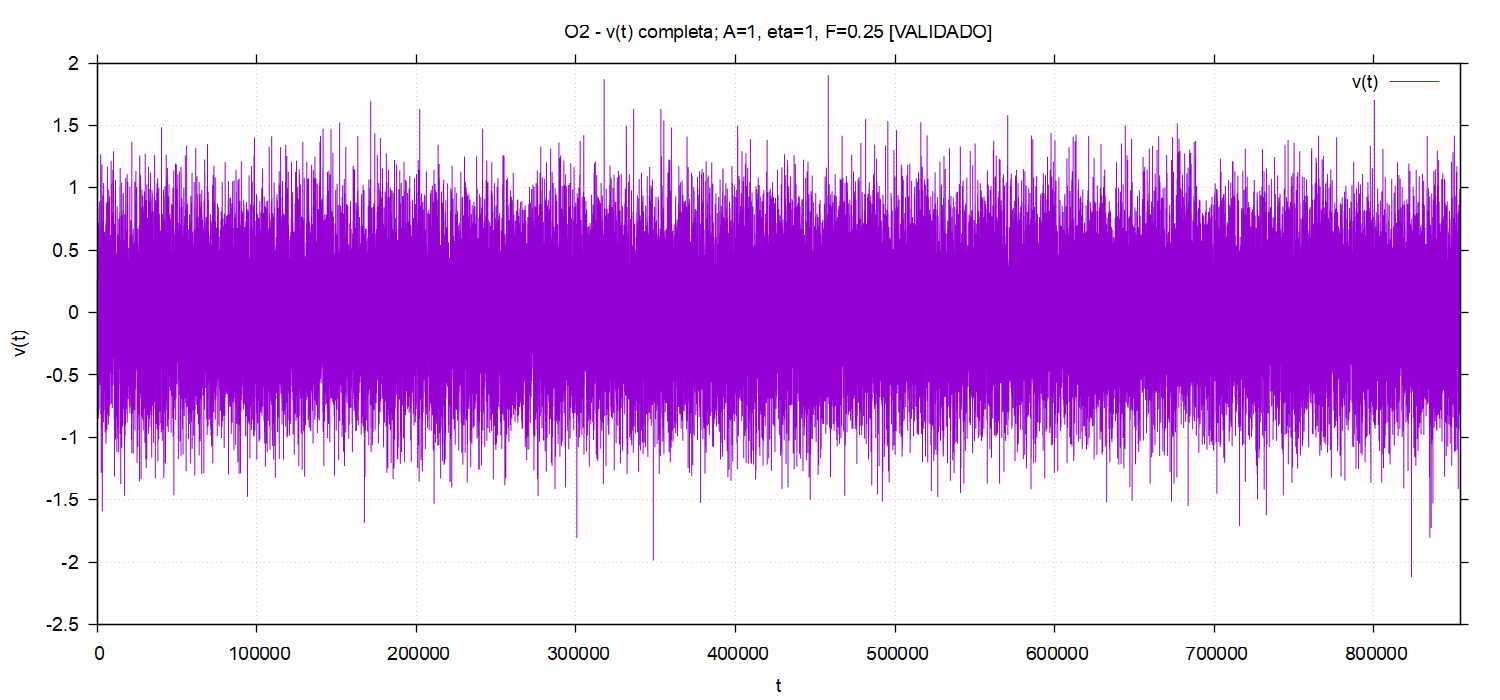 O2 - v(t) completa; A=1, eta=1, F=0.25 [VALIDADO]
v(t)
2
1.5
1
0.5
0
-0.5
-1
-1.5
-2
-2.5
v(t)
0 100000 200000 300000 400000 500000 600000 700000 800000
t